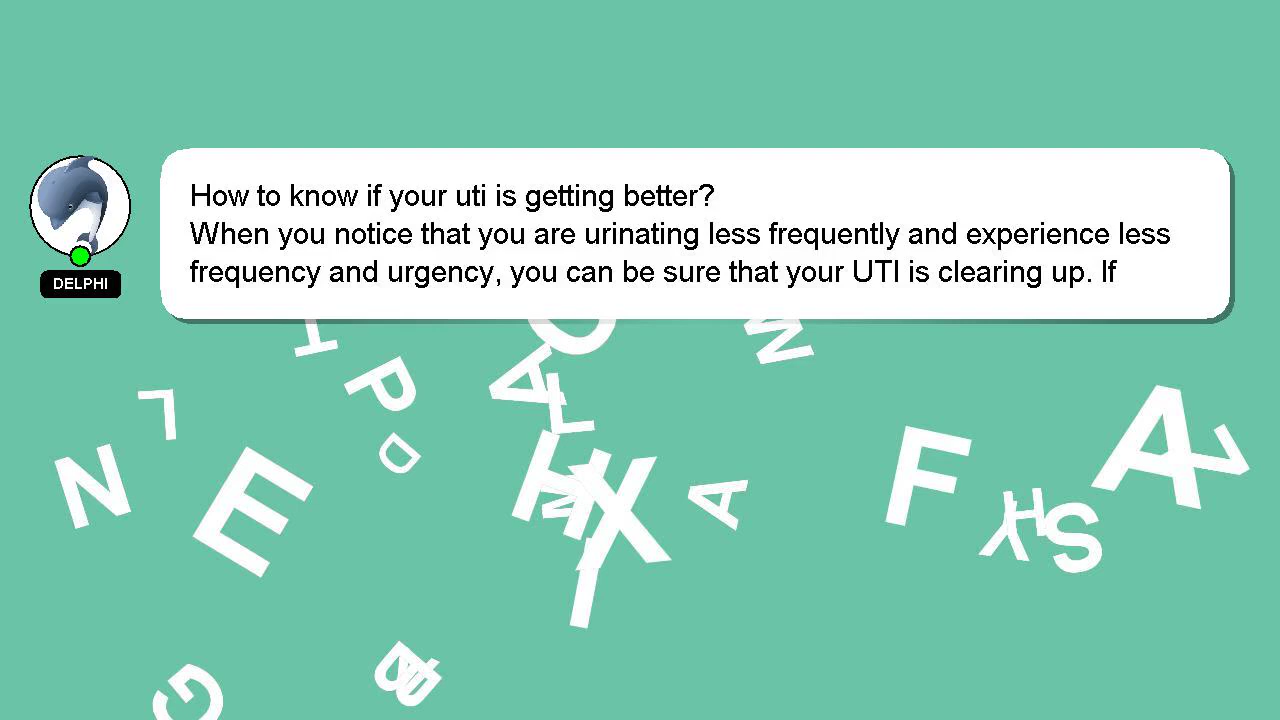 How to know if your uti is getting better?
When you notice that you are urinating less frequently and experience less
frequency and urgency, you can be sure that your UTI is clearing up. If
DELPHI
L
N
E
P
D
A
X
A
F
H
S
A
G
B